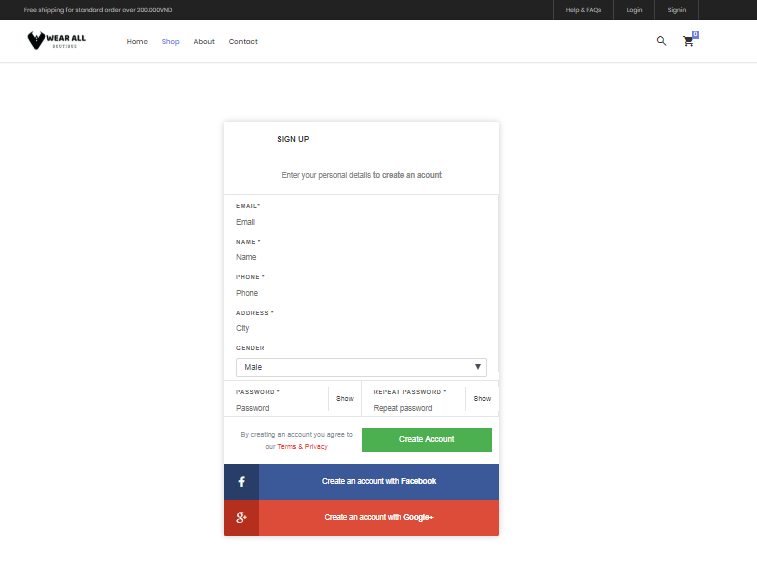 Free shipping for standard order over 200.000VND
Help & FAQs
Login
Signin
WEAR ALL
BOUTIQUE
Home
Shop
About
Contact
0
SIGN UP
Enter your personal details to create an acount
EMAIL*
Email
NAME *
Name
PHONE *
Phone
ADDRESS *
City
GENDER
Male
PASSWORD *
Password
Show
REPEAT PASSWORD *
Repeat password
Show
By creating an account you agree to
our Terms & Privacy
Create Account
f
Create an account with Facebook
g+
Create an account with Google+